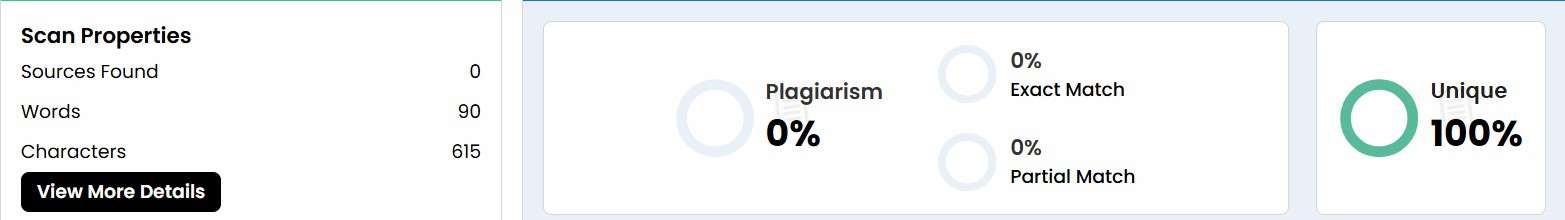 Scan Properties
Sources Found 0
Words 90
Characters 615
View More Details
Plagiarism
0%
0%
Exact Match
0%
Partial Match
Unique
100%